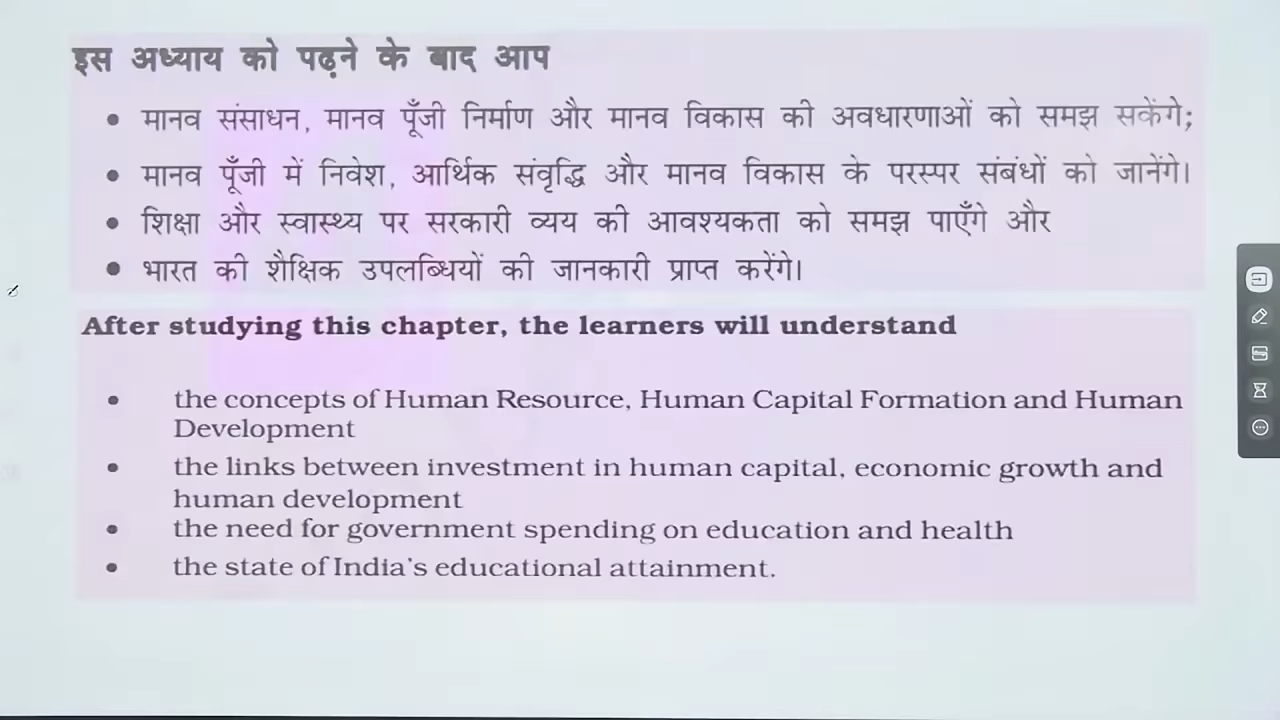 इस अध्याय को पढ़ने के बाद आप
• मानव संसाधन, मानव पूँजी निर्माण और मानव विकास की अवधारणाओं को समझ सकेंगे;
• मानव पूँजी में निवेश, आर्थिक संवृद्धि और मानव विकास के परस्पर संबंधों को जानेंगे।
• शिक्षा और स्वास्थ्य पर सरकारी व्यय की आवश्यकता को समझ पाएँगे और
• भारत की शैक्षिक उपलब्धियों की जानकारी प्राप्त करेंगे।
After studying this chapter, the learners will understand
• the concepts of Human Resource, Human Capital Formation and Human
Development
• the links between investment in human capital, economic growth and
human development
• the need for government spending on education and health
• the state of India's educational attainment.